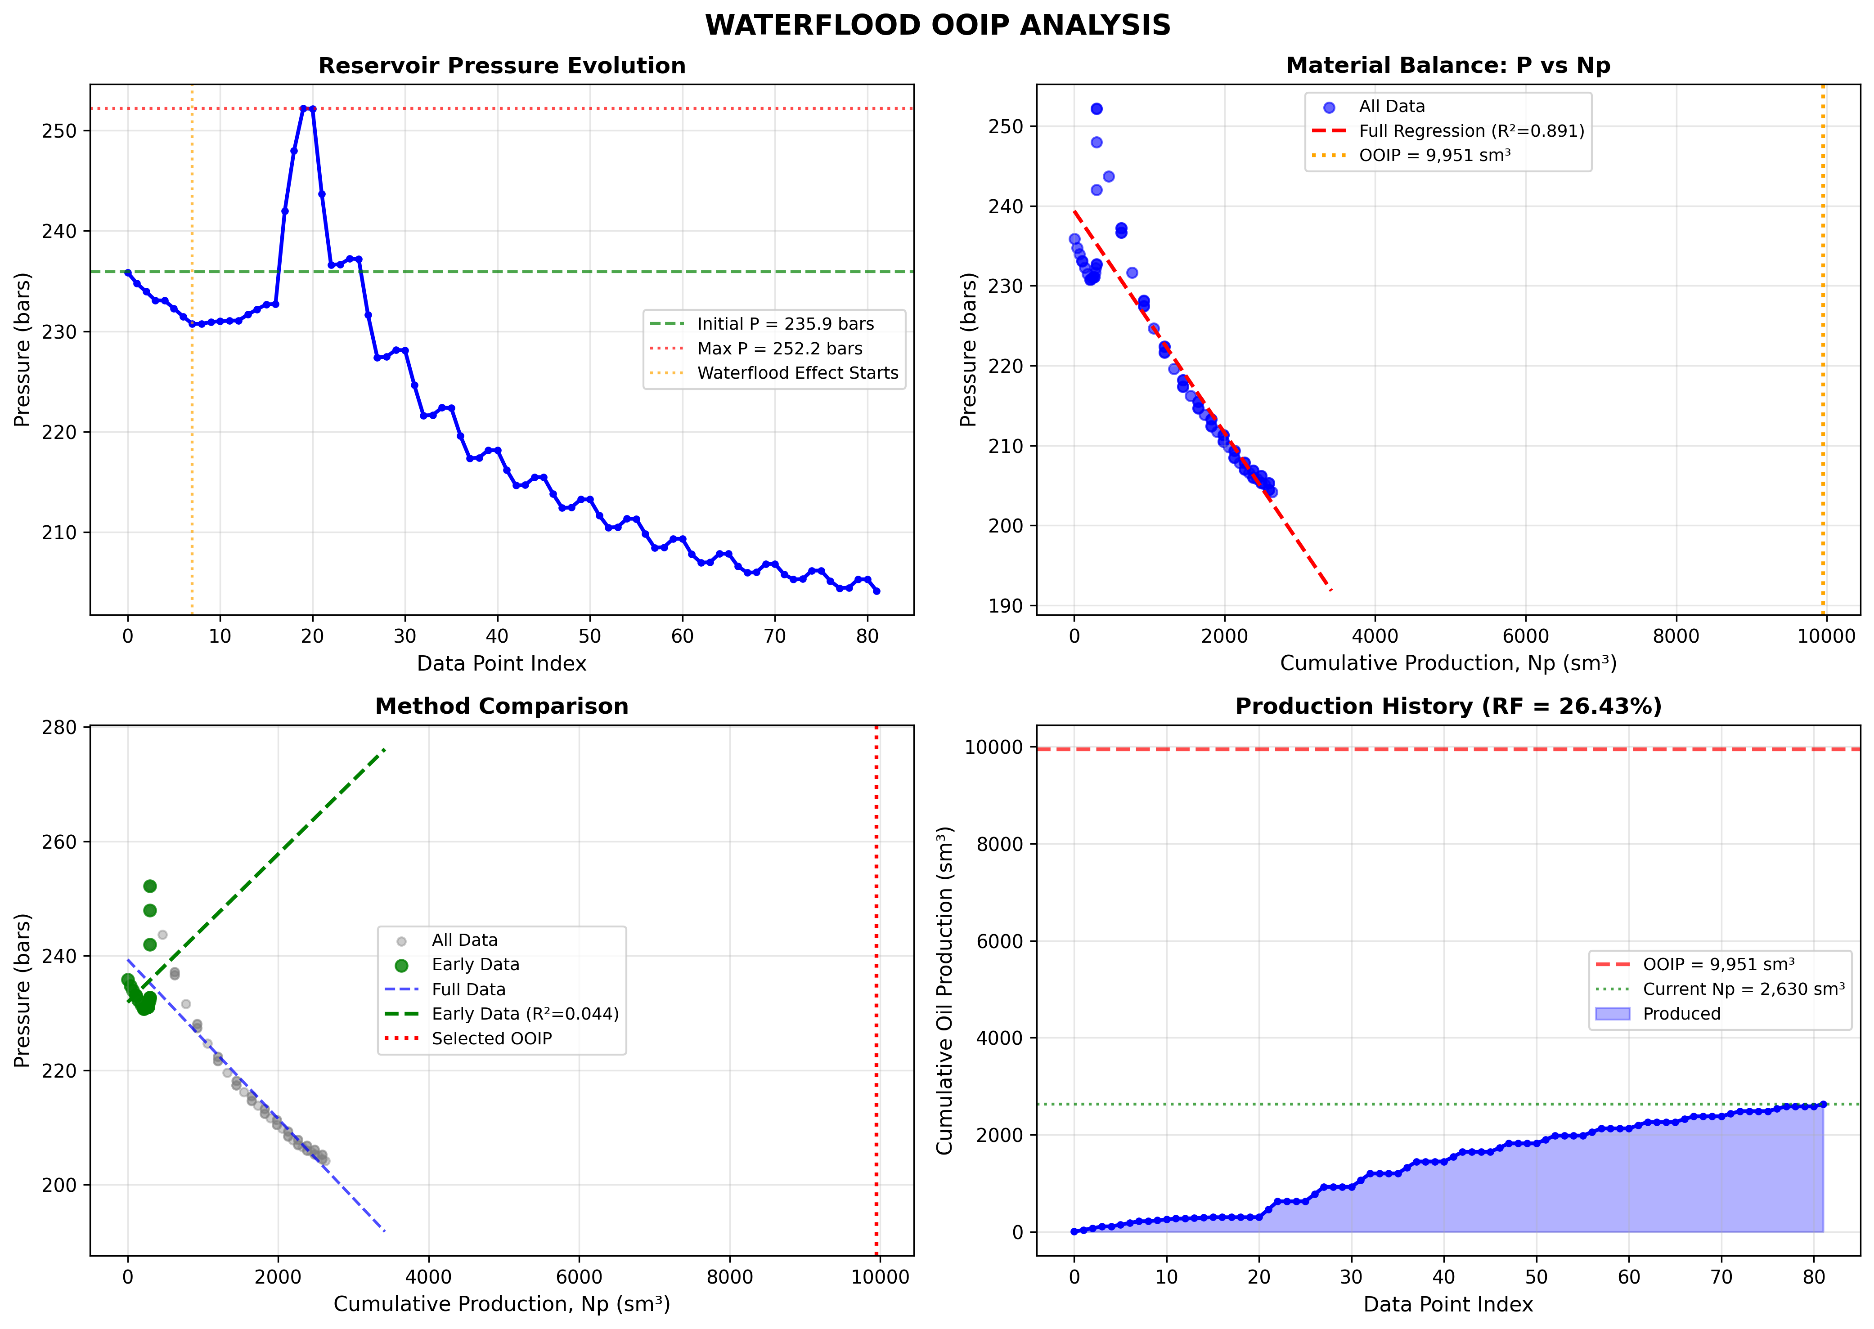 WATERFLOOD OOIP ANALYSIS
Reservoir Pressure Evolution
Pressure (bars)
250
240
230
220
210
Initial P = 235.9 bars
Max P = 252.2 bars
Waterflood Effect Starts
0 10 20 30 40 50 60 70 80
Data Point Index
Material Balance: P vs Np
Pressure (bars)
250
240
230
220
210
200
190
All Data
Full Regression (R²=0.891)
OOIP = 9,951 sm³
0 2000 4000 6000 8000 10000
Cumulative Production, Np (sm³)
Method Comparison
Pressure (bars)
280
260
240
220
200
All Data
Early Data
Full Data
Early Data (R²=0.044)
Selected OOIP
0 2000 4000 6000 8000 10000
Cumulative Production, Np (sm³)
Production History (RF = 26.43%)
Cumulative Oil Production (sm³)
10000
8000
6000
4000
2000
0
OOIP = 9,951 sm³
Current Np = 2,630 sm³
Produced
0 10 20 30 40 50 60 70 80
Data Point Index